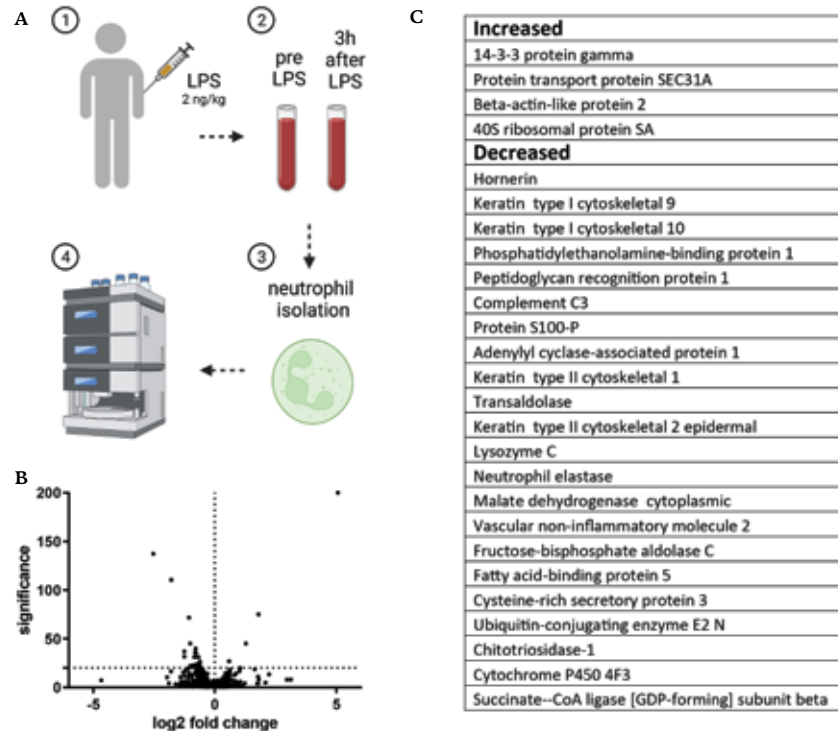 A
1
LPS
2 ng/kg
2
pre
LPS
3h
after
LPS
3
neutrophil
isolation
4
B
significance
200
150
100
50
0
-5
0
5
log2 fold change
C
Increased
14-3-3 protein gamma
Protein transport protein SEC31A
Beta-actin-like protein 2
40S ribosomal protein SA
Decreased
Hornerin
Keratin type I cytoskeletal 9
Keratin type I cytoskeletal 10
Phosphatidylethanolamine-binding protein 1
Peptidoglycan recognition protein 1
Complement C3
Protein S100-P
Adenylyl cyclase-associated protein 1
Keratin type II cytoskeletal 1
Transaldolase
Keratin type II cytoskeletal 2 epidermal
Lysozyme C
Neutrophil elastase
Malate dehydrogenase cytoplasmic
Vascular non-inflammatory molecule 2
Fructose-bisphosphate aldolase C
Fatty acid-binding protein 5
Cysteine-rich secretory protein 3
Ubiquitin-conjugating enzyme E2 N
Chitotriosidase-1
Cytochrome P450 4F3
Succinate--CoA ligase [GDP-forming] subunit beta